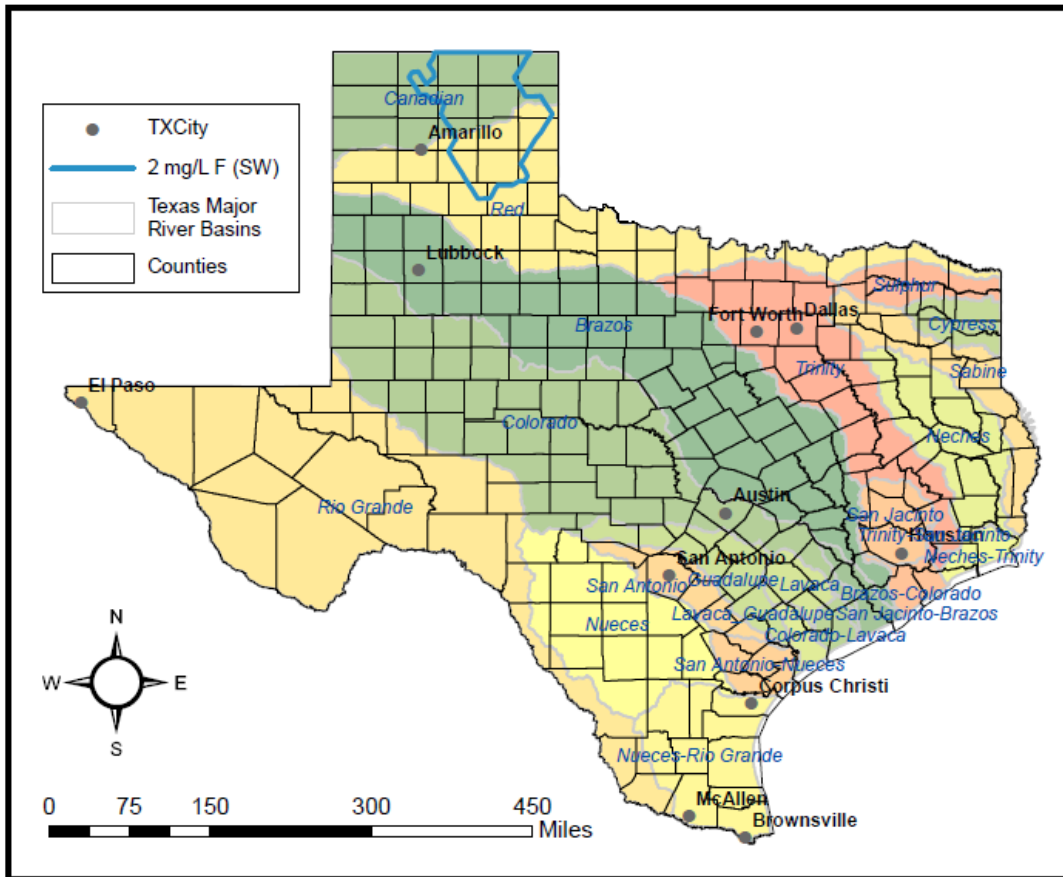 TXCity
2 mg/L F (SW)
Texas Major
River Basins
Counties
Canadian
Amarillo
Red
Lubbock
Sulphur
Fort Worth
Dallas
Brazos
Cypress
Trinity
Sabine
El Paso
Colorado
Neches
Austin
Rio Grande
San Jacinto
Houston
Neches-Trinity
San Antonio
San Antonio
Guadalupe
Lavaca
Brazos-Colorado
Lavaca_Guadalupe
San Jacinto-Brazos
Nueces
Colorado-Lavaca
San Antonio-Nueces
Corpus Christi
Nueces-Rio Grande
McAllen
Brownsville
N
W
E
S
0 75 150 300 450
Miles